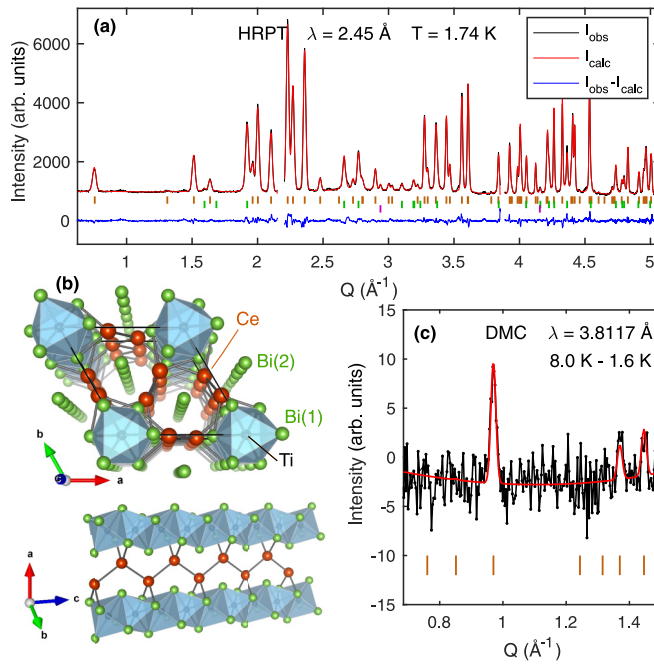 (a) HRPT λ = 2.45 Å T = 1.74 K
I_obs
I_calc
I_obs - I_calc
Intensity (arb. units)
6000
4000
2000
0
1 1.5 2 2.5 3 3.5 4 4.5 5
Q (Å⁻¹)
(b)
Ce
Bi(2)
Bi(1)
Ti
b
c
a
a
c
b
(c) DMC λ = 3.8117 Å
8.0 K - 1.6 K
Intensity (arb. units)
15
10
5
0
-5
-10
-15
0.8 1 1.2 1.4
Q (Å⁻¹)